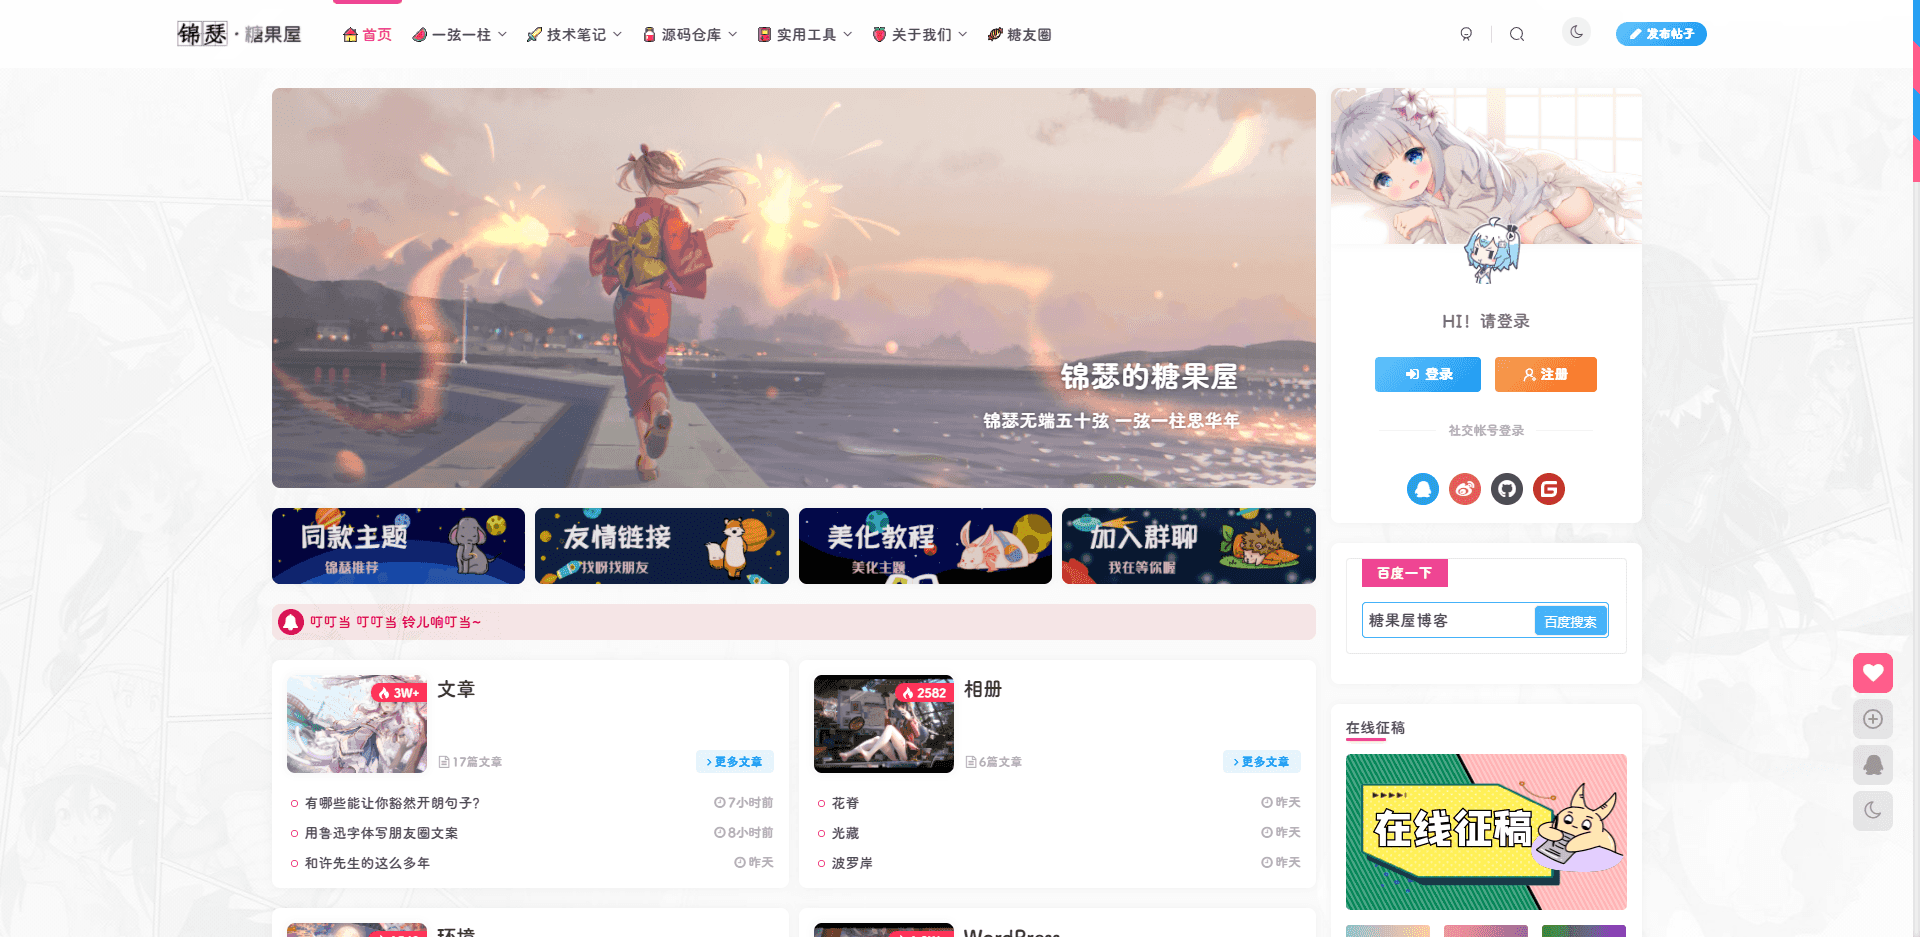 锦瑟·糖果屋
首页 一弦一柱 技术笔记 源码仓库 实用工具 关于我们 糖友圈
发布帖子
锦瑟的糖果屋
锦瑟无端五十弦 一弦一柱思华年
同款主题
锦瑟推荐
友情链接
找呀找朋友
美化教程
美化主题
加入群聊
我在等你喔
叮叮当 叮叮当 铃儿响叮当~
3W+
文章
17篇文章
更多文章
有哪些能让你豁然开朗句子?
7小时前
用鲁迅字体写朋友圈文案
8小时前
和许先生的这么多年
昨天
2582
相册
6篇文章
更多文章
花脊
昨天
光藏
昨天
波罗岸
昨天
环境
WordPress
HI！请登录
登录
注册
社交帐号登录
百度一下
糖果屋博客
百度搜索
在线征稿
在线征稿